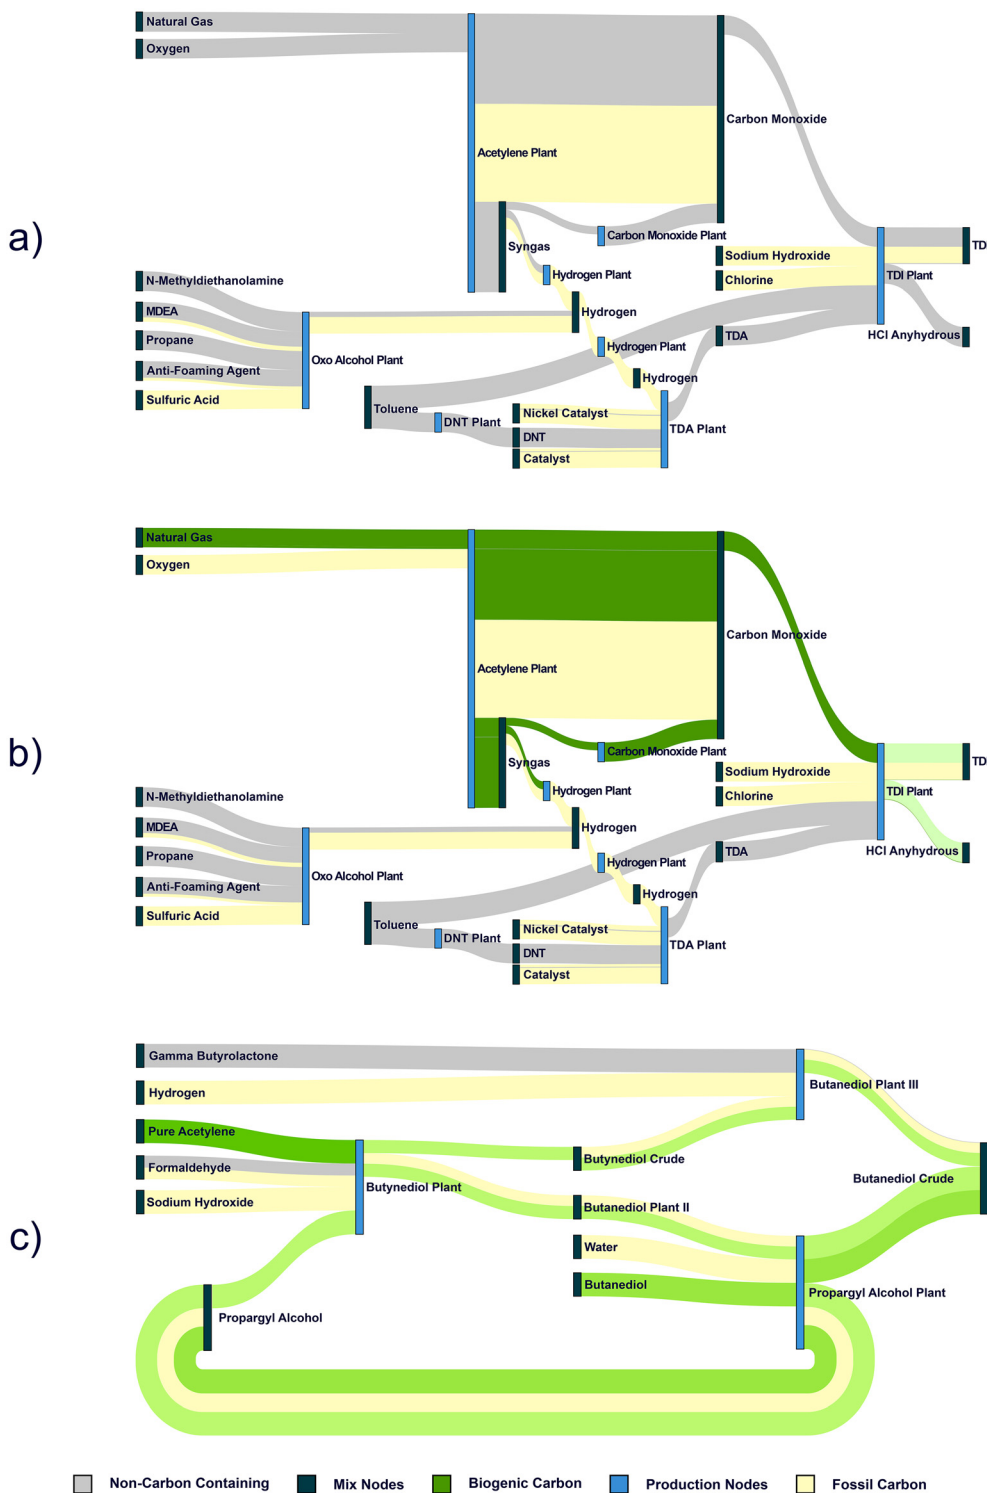 Natural Gas
Oxygen
Carbon Monoxide
Acetylene Plant
a)
Carbon Monoxide Plant
Syngas
TD
Sodium Hydroxide
Hydrogen Plant
TDI Plant
N-Methyldiethanolamine
Chlorine
MDEA
Hydrogen
HCl Anyhydrous
TDA
Propane
Hydrogen Plant
Oxo Alcohol Plant
Anti-Foaming Agent
Hydrogen
Sulfuric Acid
Toluene
Nickel Catalyst
DNT Plant
TDA Plant
DNT
Catalyst
Natural Gas
Oxygen
Carbon Monoxide
Acetylene Plant
b)
Carbon Monoxide Plant
Syngas
TD
Sodium Hydroxide
Hydrogen Plant
TDI Plant
N-Methyldiethanolamine
Chlorine
MDEA
Hydrogen
HCl Anyhydrous
TDA
Propane
Hydrogen Plant
Oxo Alcohol Plant
Anti-Foaming Agent
Hydrogen
Sulfuric Acid
Toluene
Nickel Catalyst
DNT Plant
TDA Plant
DNT
Catalyst
Gamma Butyrolactone
Butanediol Plant III
Hydrogen
Pure Acetylene
Butynediol Crude
Formaldehyde
Butanediol Crude
Butynediol Plant
Sodium Hydroxide
Butanediol Plant II
c)
Water
Butanediol
Propargyl Alcohol Plant
Propargyl Alcohol
Non-Carbon Containing
Mix Nodes
Biogenic Carbon
Production Nodes
Fossil Carbon